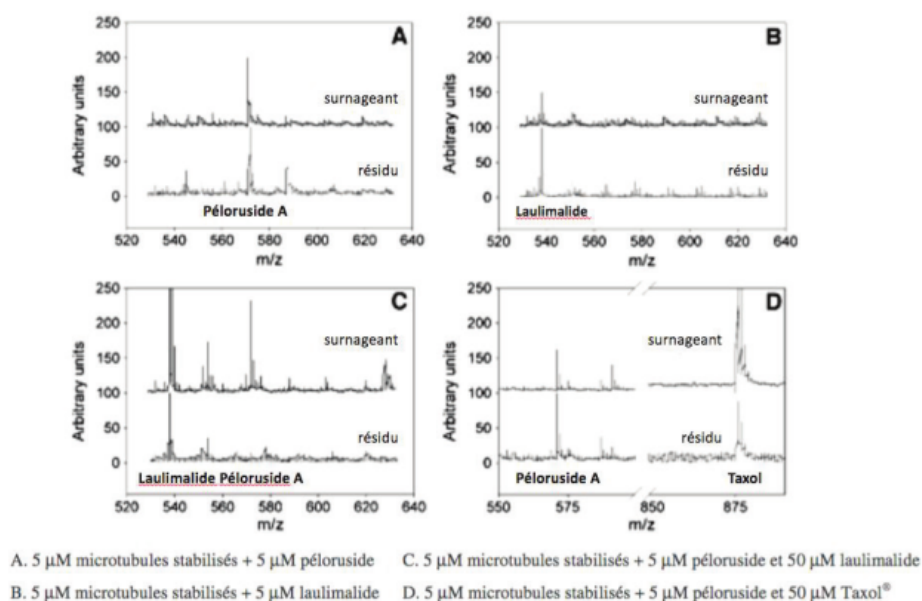 A
250
200
150
100
50
0
Arbitrary units
surnageant
résidu
Péloruside A
520 540 560 580 600 620 640
m/z
B
250
200
150
100
50
0
Arbitrary units
surnageant
résidu
Laulimalide
520 540 560 580 600 620 640
m/z
C
250
200
150
100
50
0
Arbitrary units
surnageant
résidu
Laulimalide Péloruside A
520 540 560 580 600 620 640
m/z
D
250
200
150
100
50
0
Arbitrary units
surnageant
résidu
Péloruside A Taxol
550 575 850 875
m/z
A. 5 µM microtubules stabilisés + 5 µM péloruside
C. 5 µM microtubules stabilisés + 5 µM péloruside et 50 µM laulimalide
B. 5 µM microtubules stabilisés + 5 µM laulimalide
D. 5 µM microtubules stabilisés + 5 µM péloruside et 50 µM Taxol®